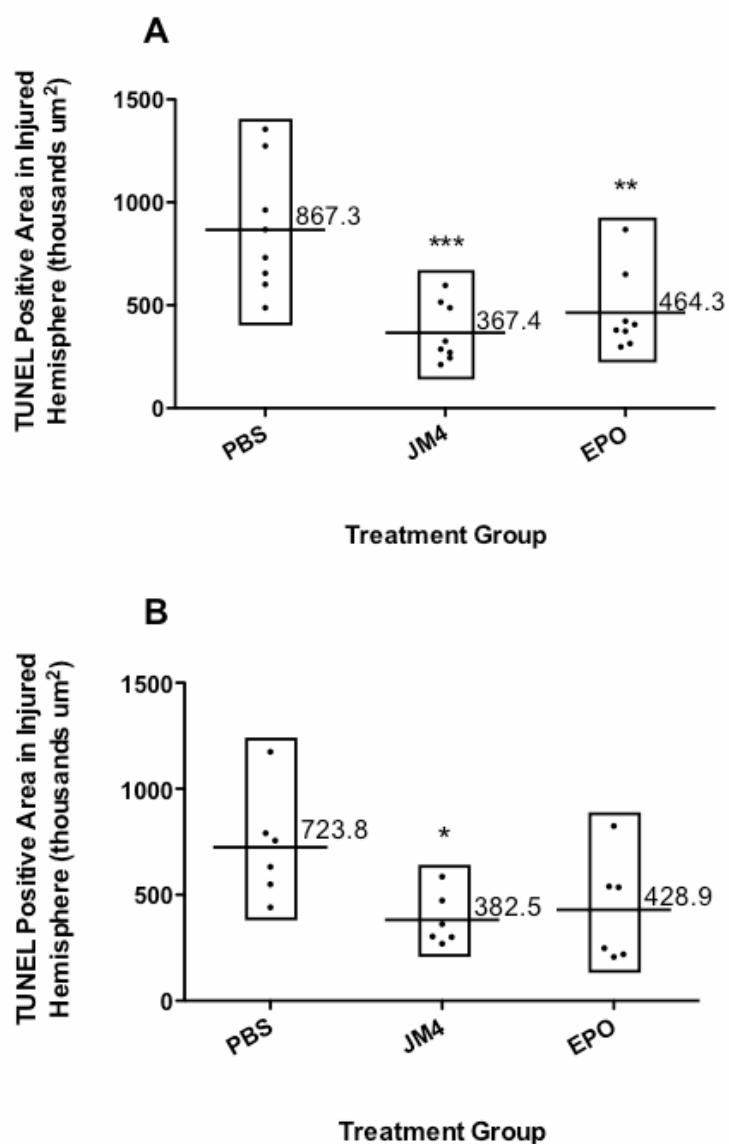 A
TUNEL Positive Area in Injured
Hemisphere (thousands um²)
1500
1000
500
0
867.3
***
367.4
**
464.3
PBS
JM4
EPO
Treatment Group
B
TUNEL Positive Area in Injured
Hemisphere (thousands um²)
1500
1000
500
0
723.8
*
382.5
428.9
PBS
JM4
EPO
Treatment Group